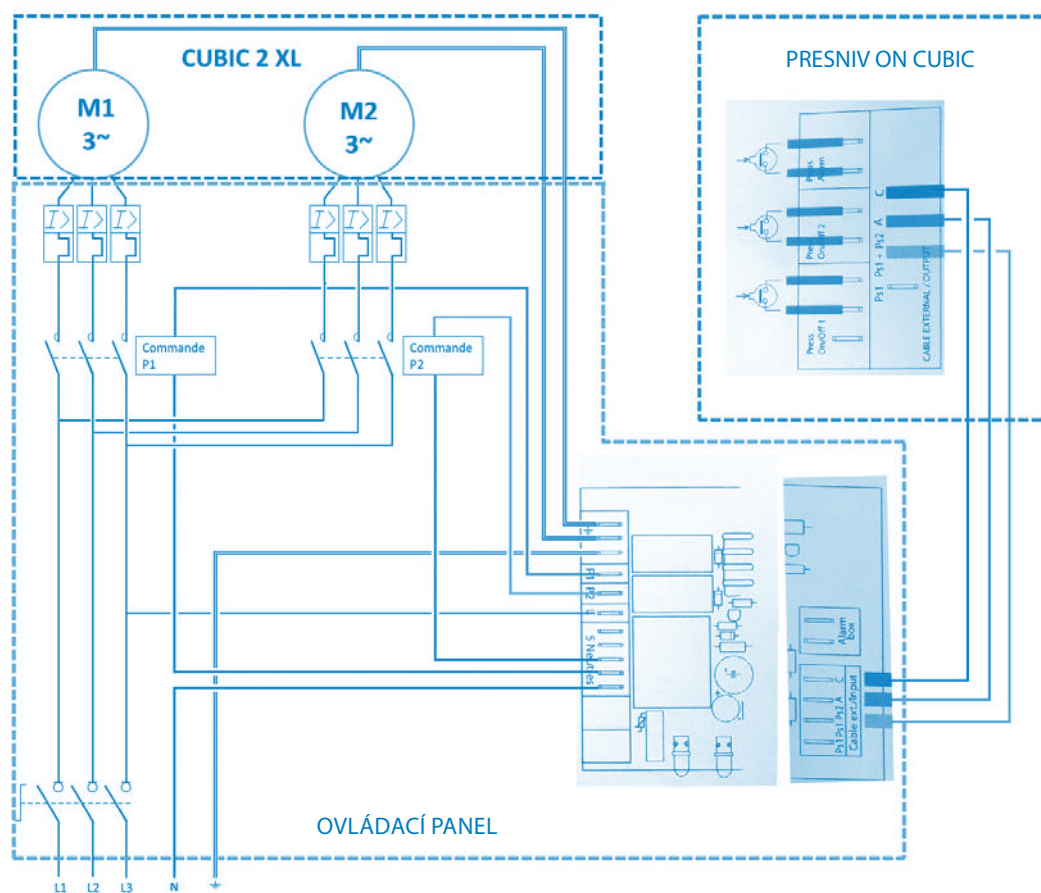 CUBIC 2 XL
PRESNIV ON CUBIC
M1
3~
M2
3~
I>
I>
I>
I>
I>
I>
Press
Alarm
Press
On/Off 2
Press
On/Off 1
C
A
Ps1 + Ps2
Ps1
CABLE EXTERNAL / OUTPUT
Commande
P1
Commande
P2
P1
P2
L
5 Neutres
Alarm
box
C
A
Ps2
Ps1
Ps1
Cable ext./Input
OVLÁDACÍ PANEL
L1
L2
L3
N